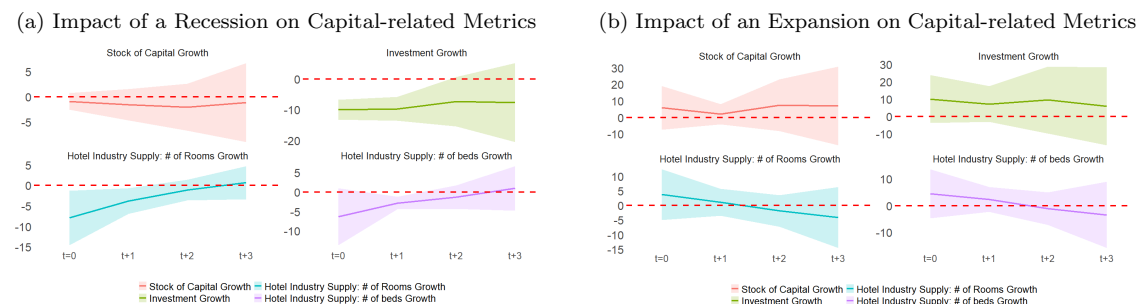 (a) Impact of a Recession on Capital-related Metrics
Stock of Capital Growth
Investment Growth
5
0
-5
0
-10
-20
Hotel Industry Supply: # of Rooms Growth
Hotel Industry Supply: # of beds Growth
5
0
-5
-10
-15
5
0
-5
-10
t=0 t+1 t+2 t+3
t=0 t+1 t+2 t+3
Stock of Capital Growth Hotel Industry Supply: # of Rooms Growth
Investment Growth Hotel Industry Supply: # of beds Growth
(b) Impact of an Expansion on Capital-related Metrics
Stock of Capital Growth
Investment Growth
30
20
10
0
-10
30
20
10
0
-10
Hotel Industry Supply: # of Rooms Growth
Hotel Industry Supply: # of beds Growth
10
5
0
-5
-10
-15
10
0
-10
t=0 t+1 t+2 t+3
t=0 t+1 t+2 t+3
Stock of Capital Growth Hotel Industry Supply: # of Rooms Growth
Investment Growth Hotel Industry Supply: # of beds Growth